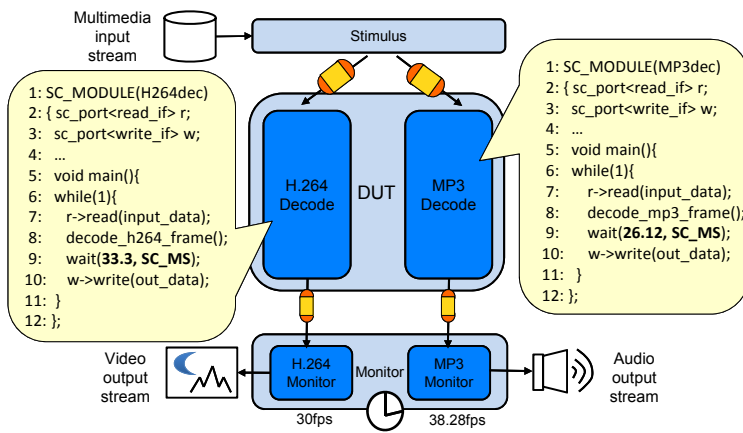 Multimedia
input
stream
Stimulus
1: SC_MODULE(H264dec)
2: { sc_port<read_if> r;
3:   sc_port<write_if> w;
4:   …
5:   void main(){
6:   while(1){
7:     r->read(input_data);
8:     decode_h264_frame();
9:     wait(33.3, SC_MS);
10:     w->write(out_data);
11:   }
12: };
H.264
Decode
DUT
MP3
Decode
1: SC_MODULE(MP3dec)
2: { sc_port<read_if> r;
3:   sc_port<write_if> w;
4:   …
5:   void main(){
6:   while(1){
7:     r->read(input_data);
8:     decode_mp3_frame();
9:     wait(26.12, SC_MS);
10:     w->write(out_data);
11:   }
12: };
Video
output
stream
H.264
Monitor
Monitor
MP3
Monitor
Audio
output
stream
30fps
38.28fps